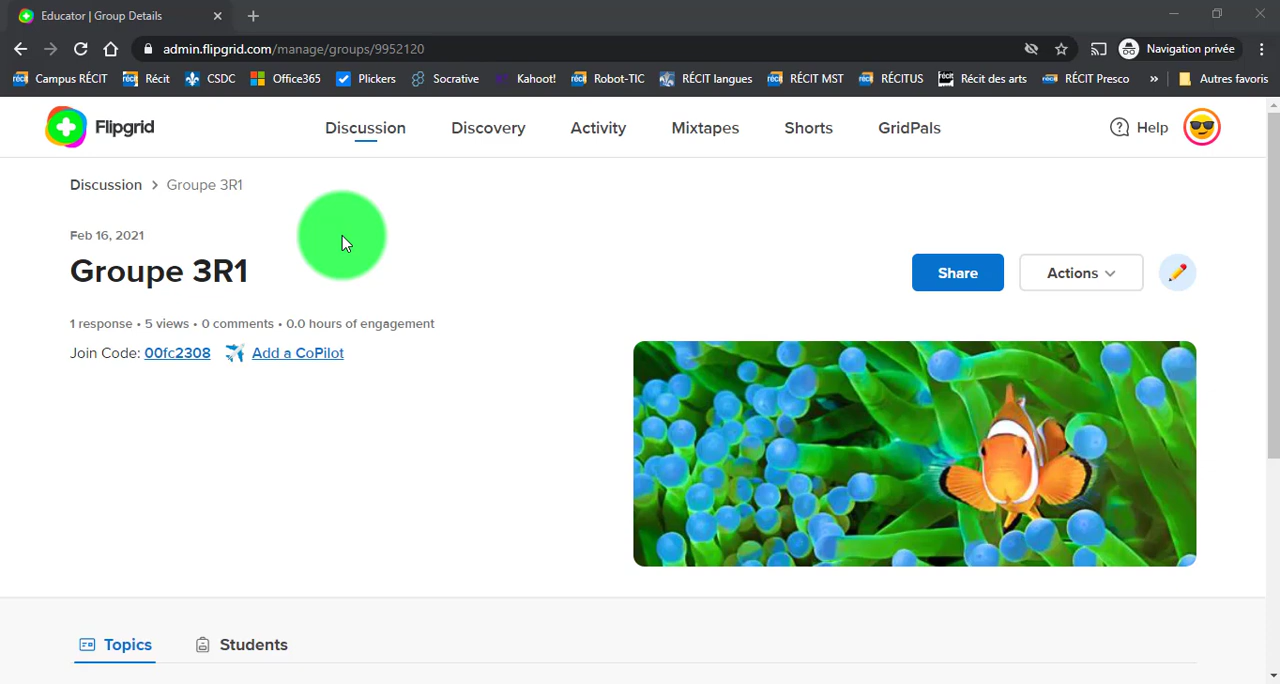 Educator | Group Details
admin.flipgrid.com/manage/groups/9952120
Navigation privée
Campus RÉCIT
Récit
CSDC
Office365
Plickers
Socrative
Kahoot!
Robot-TIC
RÉCIT langues
RÉCIT MST
RÉCITUS
Récit des arts
RÉCIT Presco
»
Autres favoris
Flipgrid
Discussion
Discovery
Activity
Mixtapes
Shorts
GridPals
Help
Discussion > Groupe 3R1
Feb 16, 2021
Groupe 3R1
Share
Actions
1 response • 5 views • 0 comments • 0.0 hours of engagement
Join Code: 00fc2308 Add a CoPilot
Topics
Students